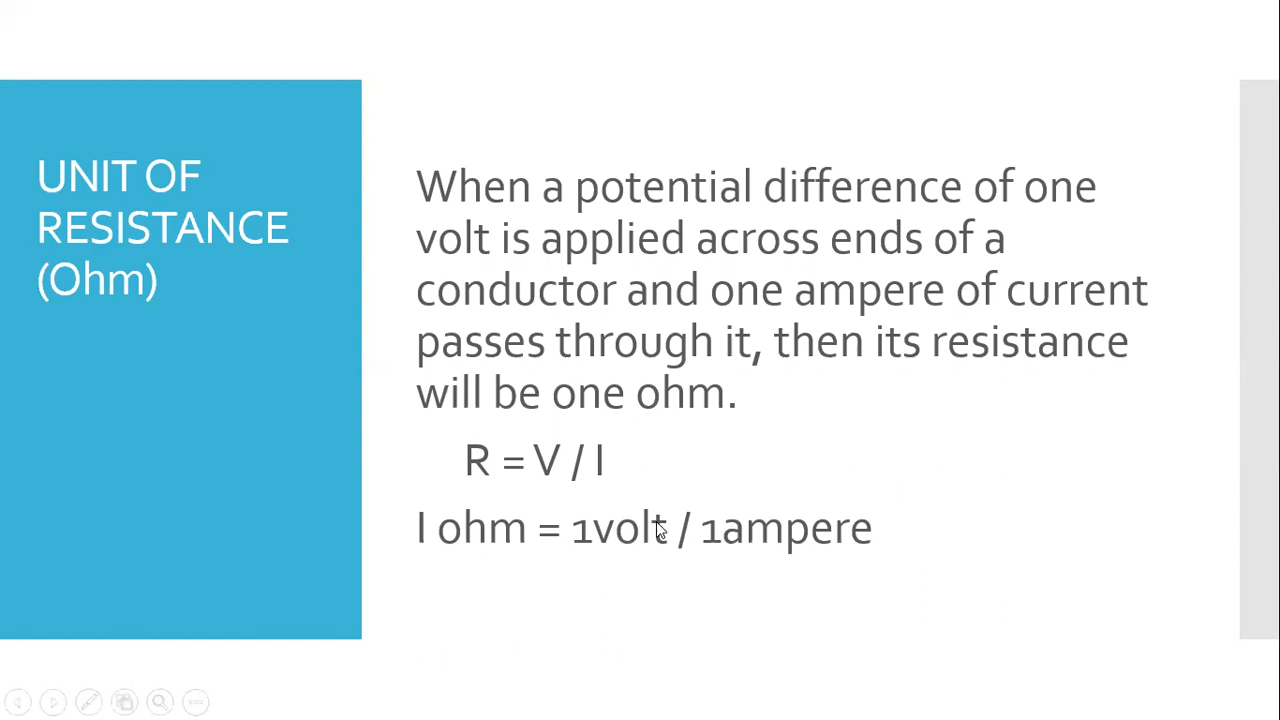 UNIT OF
RESISTANCE
(Ohm)
When a potential difference of one
volt is applied across ends of a
conductor and one ampere of current
passes through it, then its resistance
will be one ohm.
R = V / I
I ohm = 1volt / 1ampere